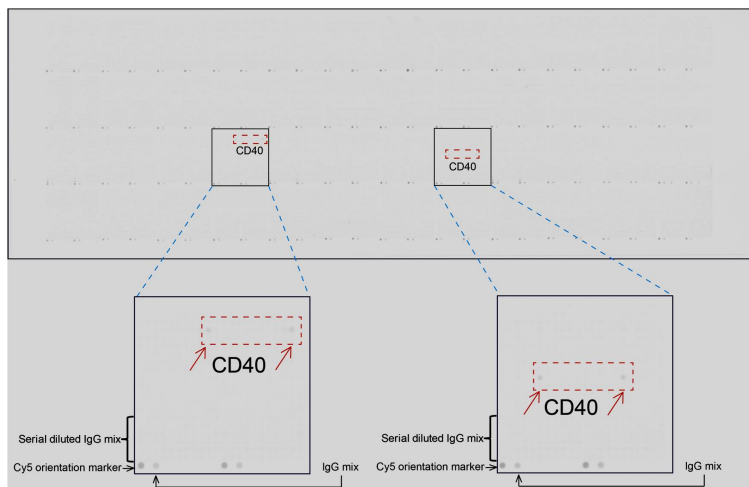 CD40
CD40
CD40
CD40
Serial diluted IgG mix
Cy5 orientation marker
IgG mix
Serial diluted IgG mix
Cy5 orientation marker
IgG mix